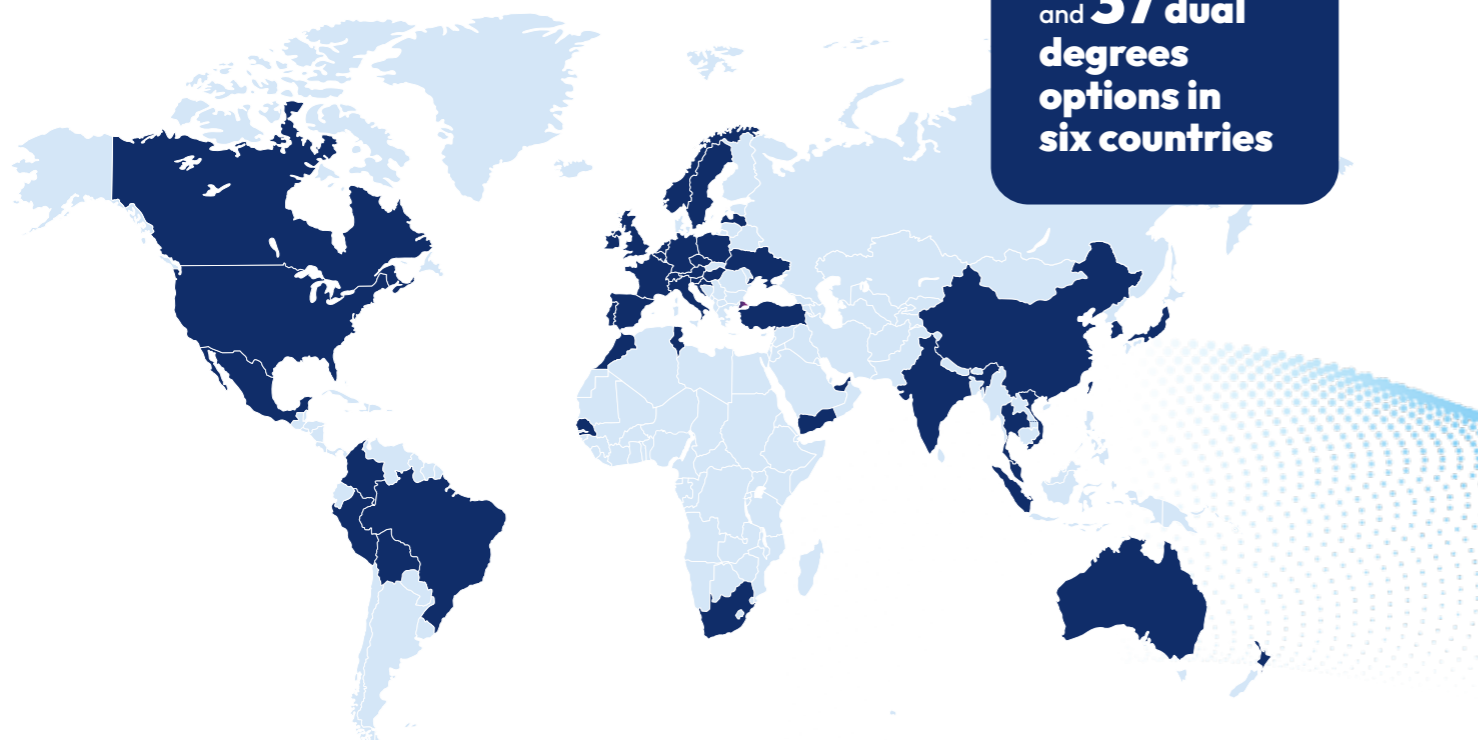 and 37 dual
degrees
options in
six countries